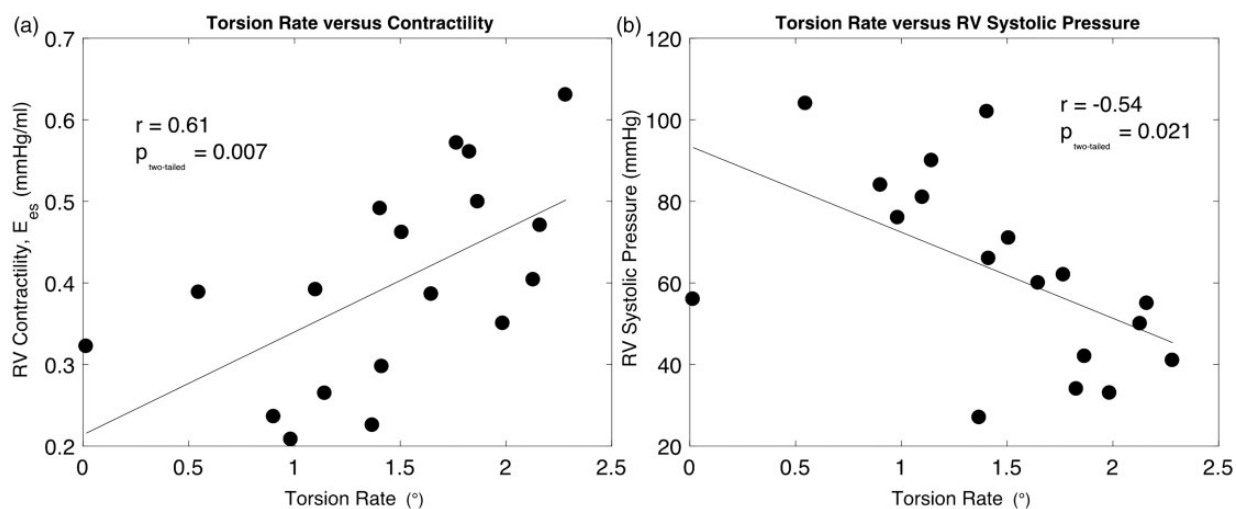 (a)
Torsion Rate versus Contractility
0.7
0.6
0.5
0.4
0.3
0.2
RV Contractility, E_es (mmHg/ml)
r = 0.61
p_two-tailed = 0.007
0 0.5 1 1.5 2 2.5
Torsion Rate (°)
(b)
Torsion Rate versus RV Systolic Pressure
120
100
80
60
40
20
RV Systolic Pressure (mmHg)
r = -0.54
p_two-tailed = 0.021
0 0.5 1 1.5 2 2.5
Torsion Rate (°)